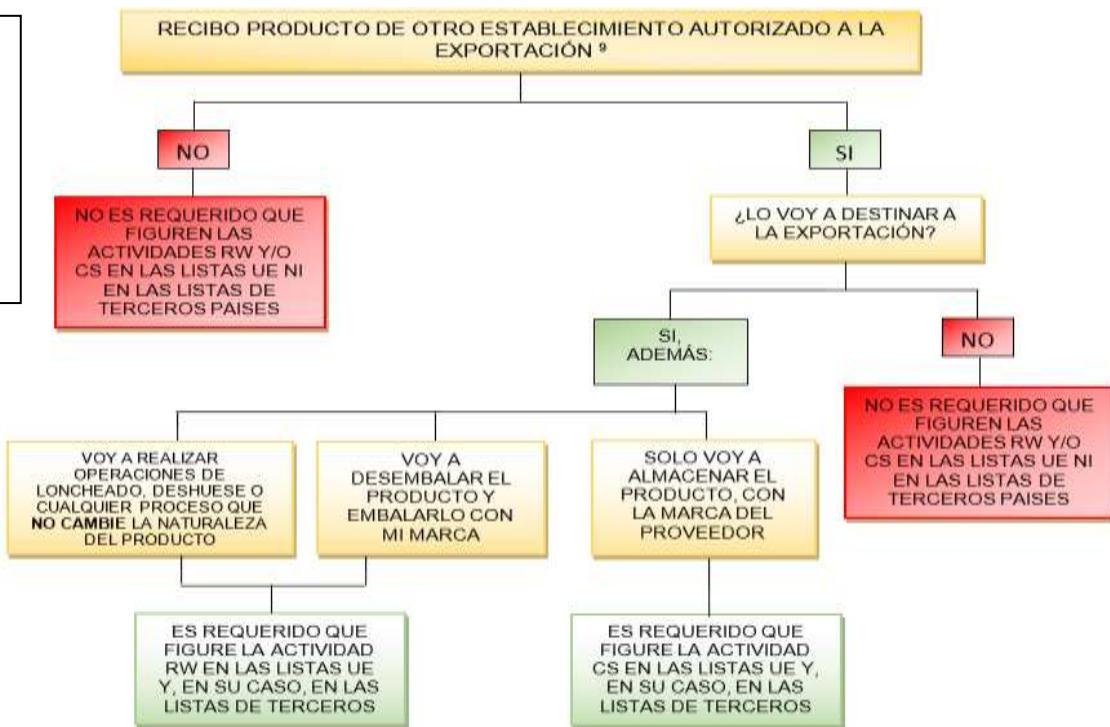 RECIBO PRODUCTO DE OTRO ESTABLECIMIENTO AUTORIZADO A LA
EXPORTACIÓN ⁹
NO
SI
NO ES REQUERIDO QUE
FIGUREN LAS
ACTIVIDADES RW Y/O
CS EN LAS LISTAS UE NI
EN LAS LISTAS DE
TERCEROS PAISES
¿LO VOY A DESTINAR A
LA EXPORTACIÓN?
SI,
ADEMÁS:
NO
NO ES REQUERIDO QUE
FIGUREN LAS
ACTIVIDADES RW Y/O
CS EN LAS LISTAS UE NI
EN LAS LISTAS DE
TERCEROS PAISES
VOY A REALIZAR
OPERACIONES DE
LONCHEADO, DESHUESE O
CUALQUIER PROCESO QUE
NO CAMBIE LA NATURALEZA
DEL PRODUCTO
VOY A
DESEMBALAR EL
PRODUCTO Y
EMBALARLO CON
MI MARCA
SOLO VOY A
ALMACENAR EL
PRODUCTO, CON
LA MARCA DEL
PROVEEDOR
ES REQUERIDO QUE
FIGURE LA ACTIVIDAD
RW EN LAS LISTAS UE
Y, EN SU CASO, EN LAS
LISTAS DE TERCEROS
ES REQUERIDO QUE
FIGURE LA ACTIVIDAD
CS EN LAS LISTAS UE Y,
EN SU CASO, EN LAS
LISTAS DE TERCEROS